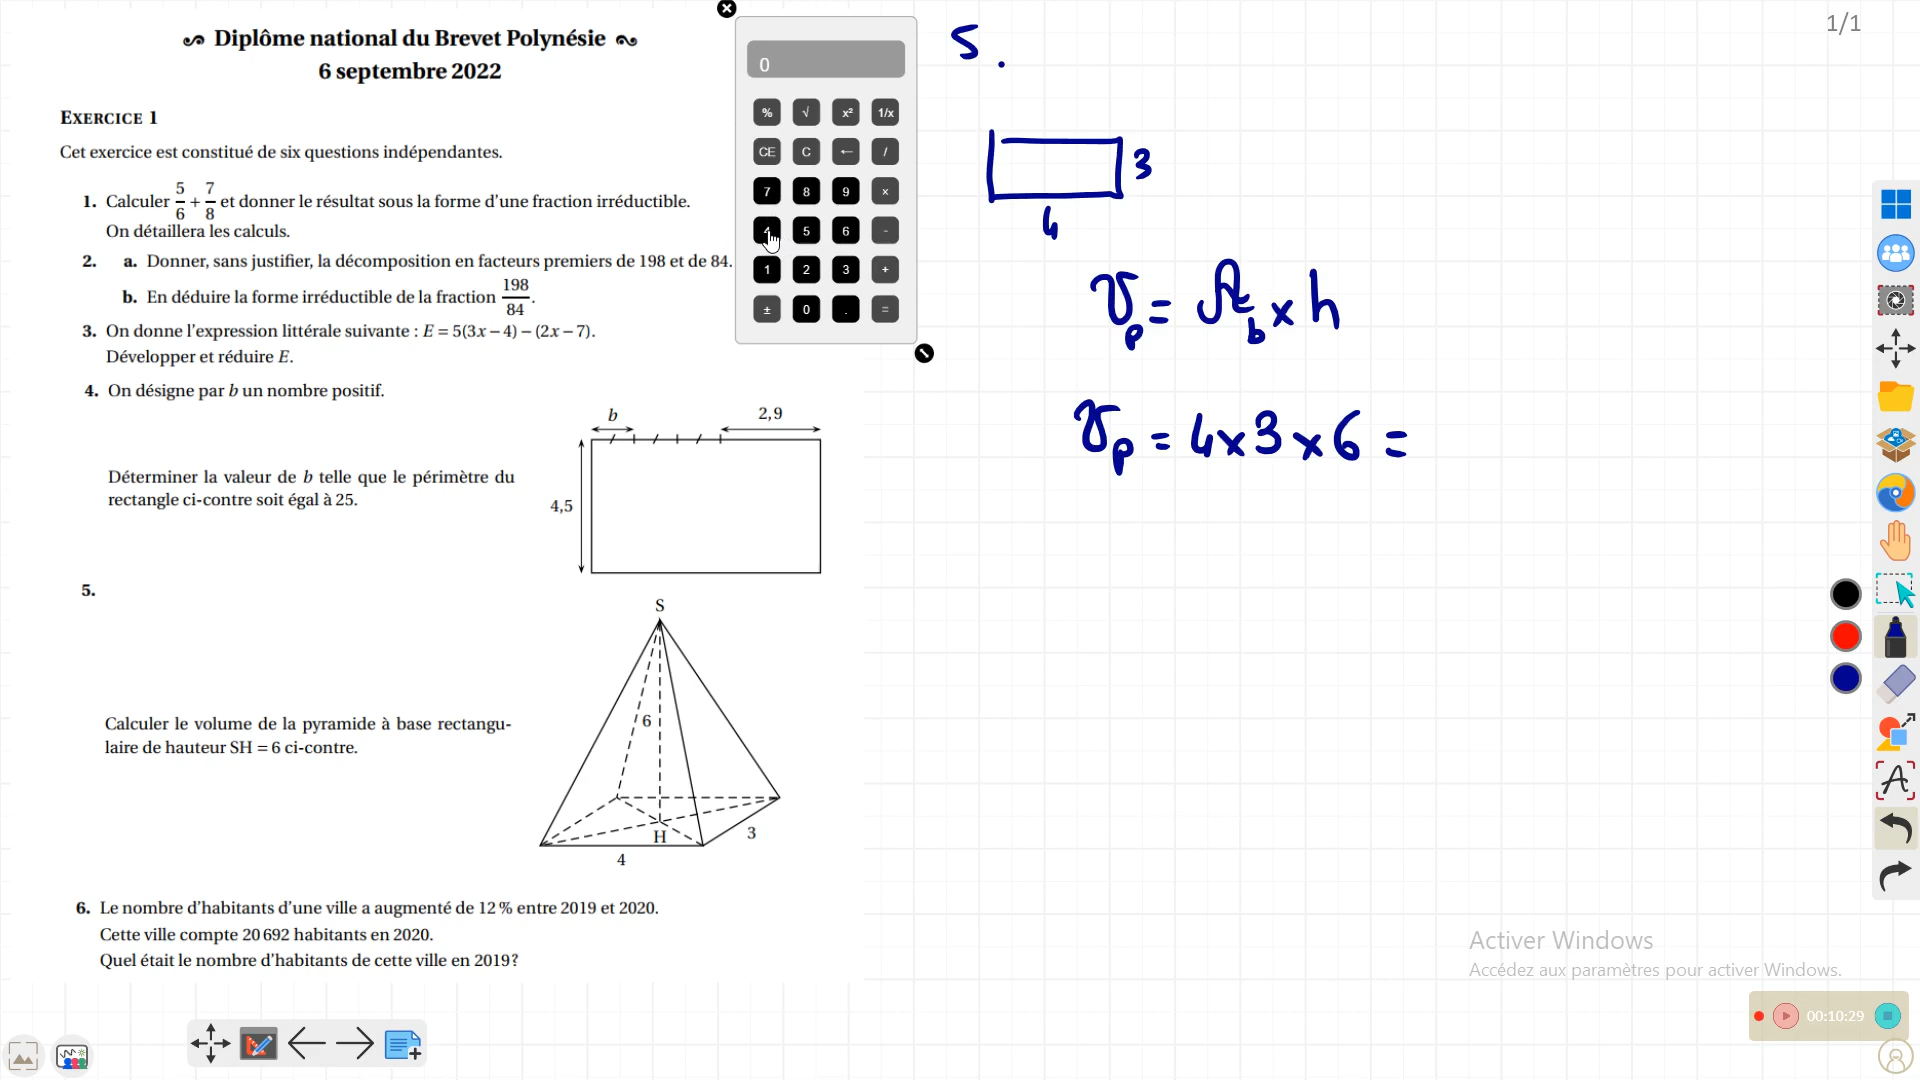 Diplôme national du Brevet Polynésie
6 septembre 2022
EXERCICE 1
Cet exercice est constitué de six questions indépendantes.
1. Calculer 5/6 + 7/8 et donner le résultat sous la forme d'une fraction irréductible.
On détaillera les calculs.
2. a. Donner, sans justifier, la décomposition en facteurs premiers de 198 et de 84.
b. En déduire la forme irréductible de la fraction 198/84.
3. On donne l'expression littérale suivante : E = 5(3x − 4) − (2x − 7).
Développer et réduire E.
4. On désigne par b un nombre positif.
b 2,9
Déterminer la valeur de b telle que le périmètre du
rectangle ci-contre soit égal à 25.
4,5
5.
S
6
Calculer le volume de la pyramide à base rectangu-
laire de hauteur SH = 6 ci-contre.
H
3
4
6. Le nombre d'habitants d'une ville a augmenté de 12 % entre 2019 et 2020.
Cette ville compte 20 692 habitants en 2020.
Quel était le nombre d'habitants de cette ville en 2019?
0
% √ x² 1/x
CE C ← /
7 8 9 ×
4 5 6 -
1 2 3 +
± 0 . =
5.
3
4
Vp = Ab x h
Vp = 4x3x6 =
1/1
Activer Windows
Accédez aux paramètres pour activer Windows.
00:10:29